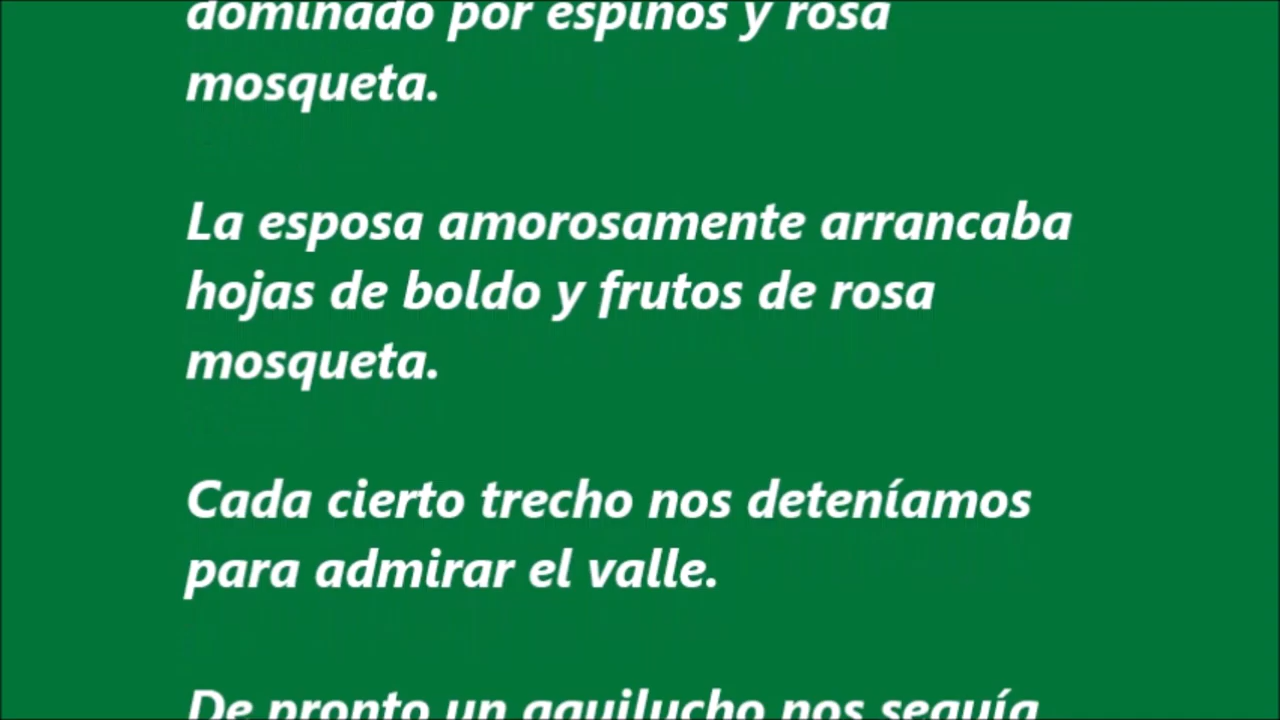 dominado por espinos y rosa
mosqueta.
La esposa amorosamente arrancaba
hojas de boldo y frutos de rosa
mosqueta.
Cada cierto trecho nos deteníamos
para admirar el valle.
De pronto un aguilucho nos seguía